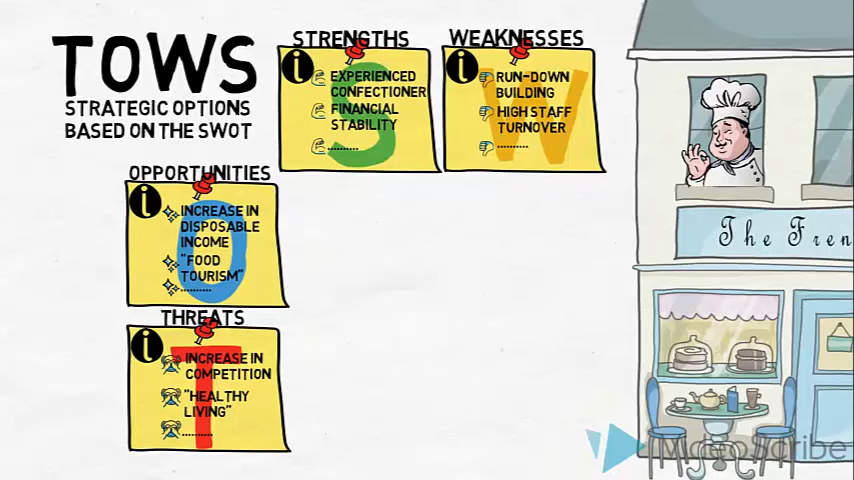 TOWS
STRATEGIC OPTIONS
BASED ON THE SWOT
STRENGTHS
i
EXPERIENCED
CONFECTIONER
FINANCIAL
STABILITY
..........
S
WEAKNESSES
i
RUN-DOWN
BUILDING
HIGH STAFF
TURNOVER
..........
W
OPPORTUNITIES
i
INCREASE IN
DISPOSABLE
INCOME
"FOOD
TOURISM"
..........
O
THREATS
i
INCREASE IN
COMPETITION
"HEALTHY
LIVING"
..........
T
The Fren
VideoScribe